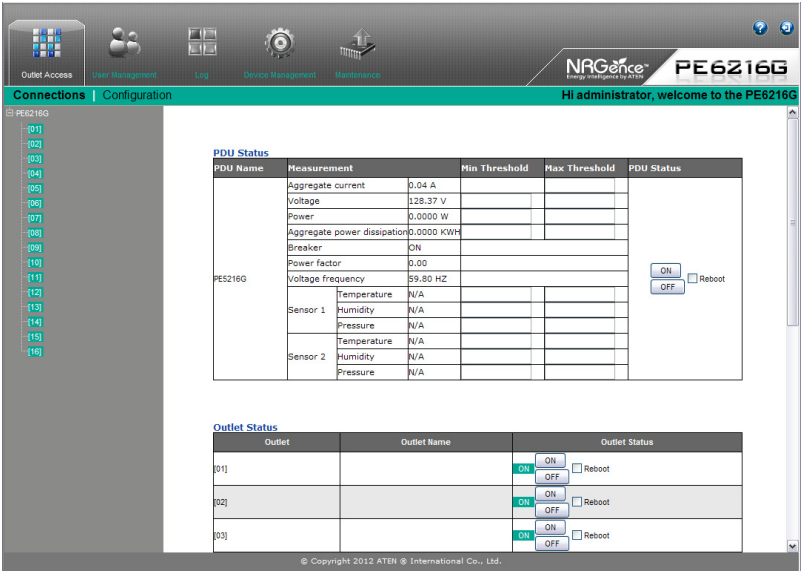 Outlet Access User Management Log Device Management Maintenance
NRGence™
Energy Intelligence by ATEN
PE6216G
Connections | Configuration Hi administrator, welcome to the PE6216G
PE6216G
[01]
[02]
[03]
[04]
[05]
[06]
[07]
[08]
[09]
[10]
[11]
[12]
[13]
[14]
[15]
[16]
PDU Status
PDU Name Measurement Min Threshold Max Threshold PDU Status
Aggregate current 0.04 A
Voltage 128.37 V
Power 0.0000 W
Aggregate power dissipation 0.0000 KWH
Breaker ON
Power factor 0.00
PE5216G Voltage frequency 59.80 HZ
ON
OFF
Reboot
Sensor 1 Temperature N/A
Humidity N/A
Pressure N/A
Sensor 2 Temperature N/A
Humidity N/A
Pressure N/A
Outlet Status
Outlet Outlet Name Outlet Status
[01] ON ON OFF Reboot
[02] ON ON OFF Reboot
[03] ON ON OFF Reboot
© Copyright 2012 ATEN ® International Co., Ltd.